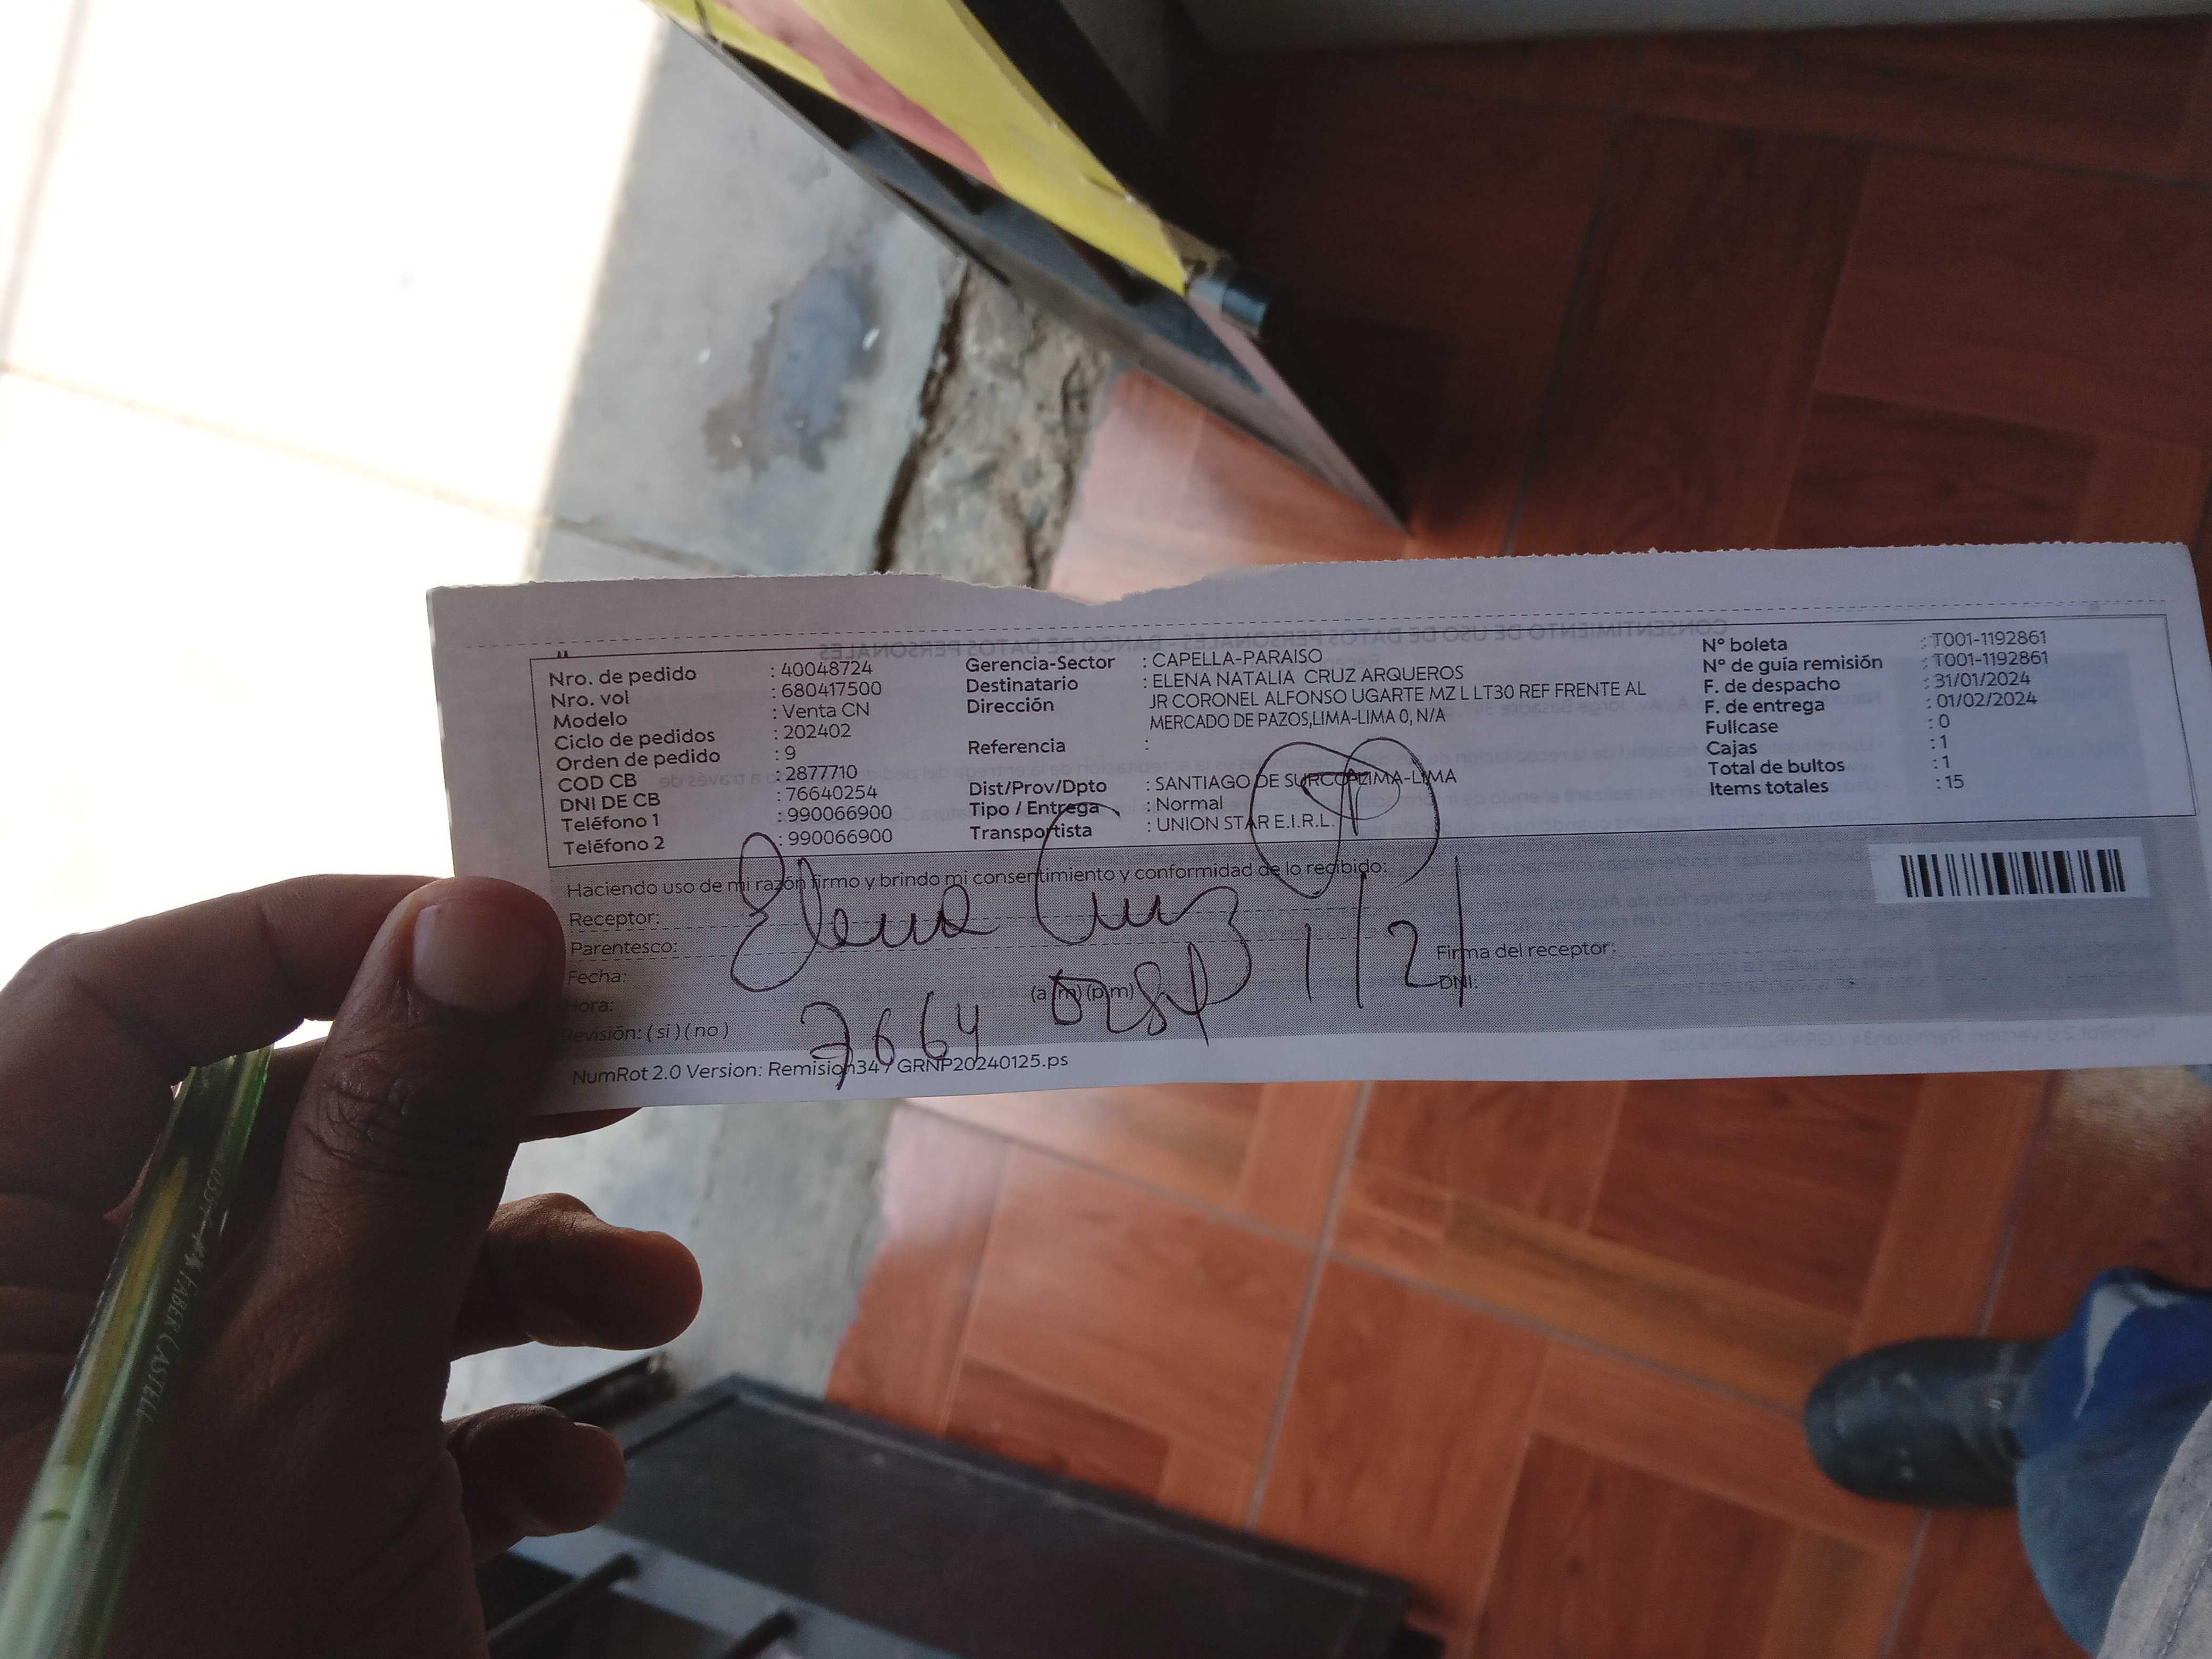 Nro. de pedido : 40048724
Nro. vol : 680417500
Modelo : Venta CN
Ciclo de pedidos : 202402
Orden de pedido : 9
COD CB : 2877710
DNI DE CB : 76640254
Teléfono 1 : 990066900
Teléfono 2 : 990066900
Gerencia-Sector : CAPELLA-PARAISO
Destinatario : ELENA NATALIA CRUZ ARQUEROS
Dirección : JR CORONEL ALFONSO UGARTE MZ L LT30 REF FRENTE AL
MERCADO DE PAZOS,LIMA-LIMA 0, N/A
Referencia :
Dist/Prov/Dpto : SANTIAGO DE SURCO-LIMA-LIMA
Tipo / Entrega : Normal
Transportista : UNION STAR E.I.R.L.
N° boleta : T001-1192861
N° de guía remisión : T001-1192861
F. de despacho : 31/01/2024
F. de entrega : 01/02/2024
Fullcase : 0
Cajas : 1
Total de bultos : 1
Items totales : 15
Haciendo uso de mi razón firmo y brindo mi consentimiento y conformidad de lo recibido:
Receptor: Elena Cruz
Parentesco:
Fecha:
Hora: (a m) (p m)
Revisión: ( si ) ( no )
7664 0254
1/2/
Firma del receptor:
DNI:
NumRot 2.0 Version: Remision347 GRNP20240125.ps
FABER CASTELL